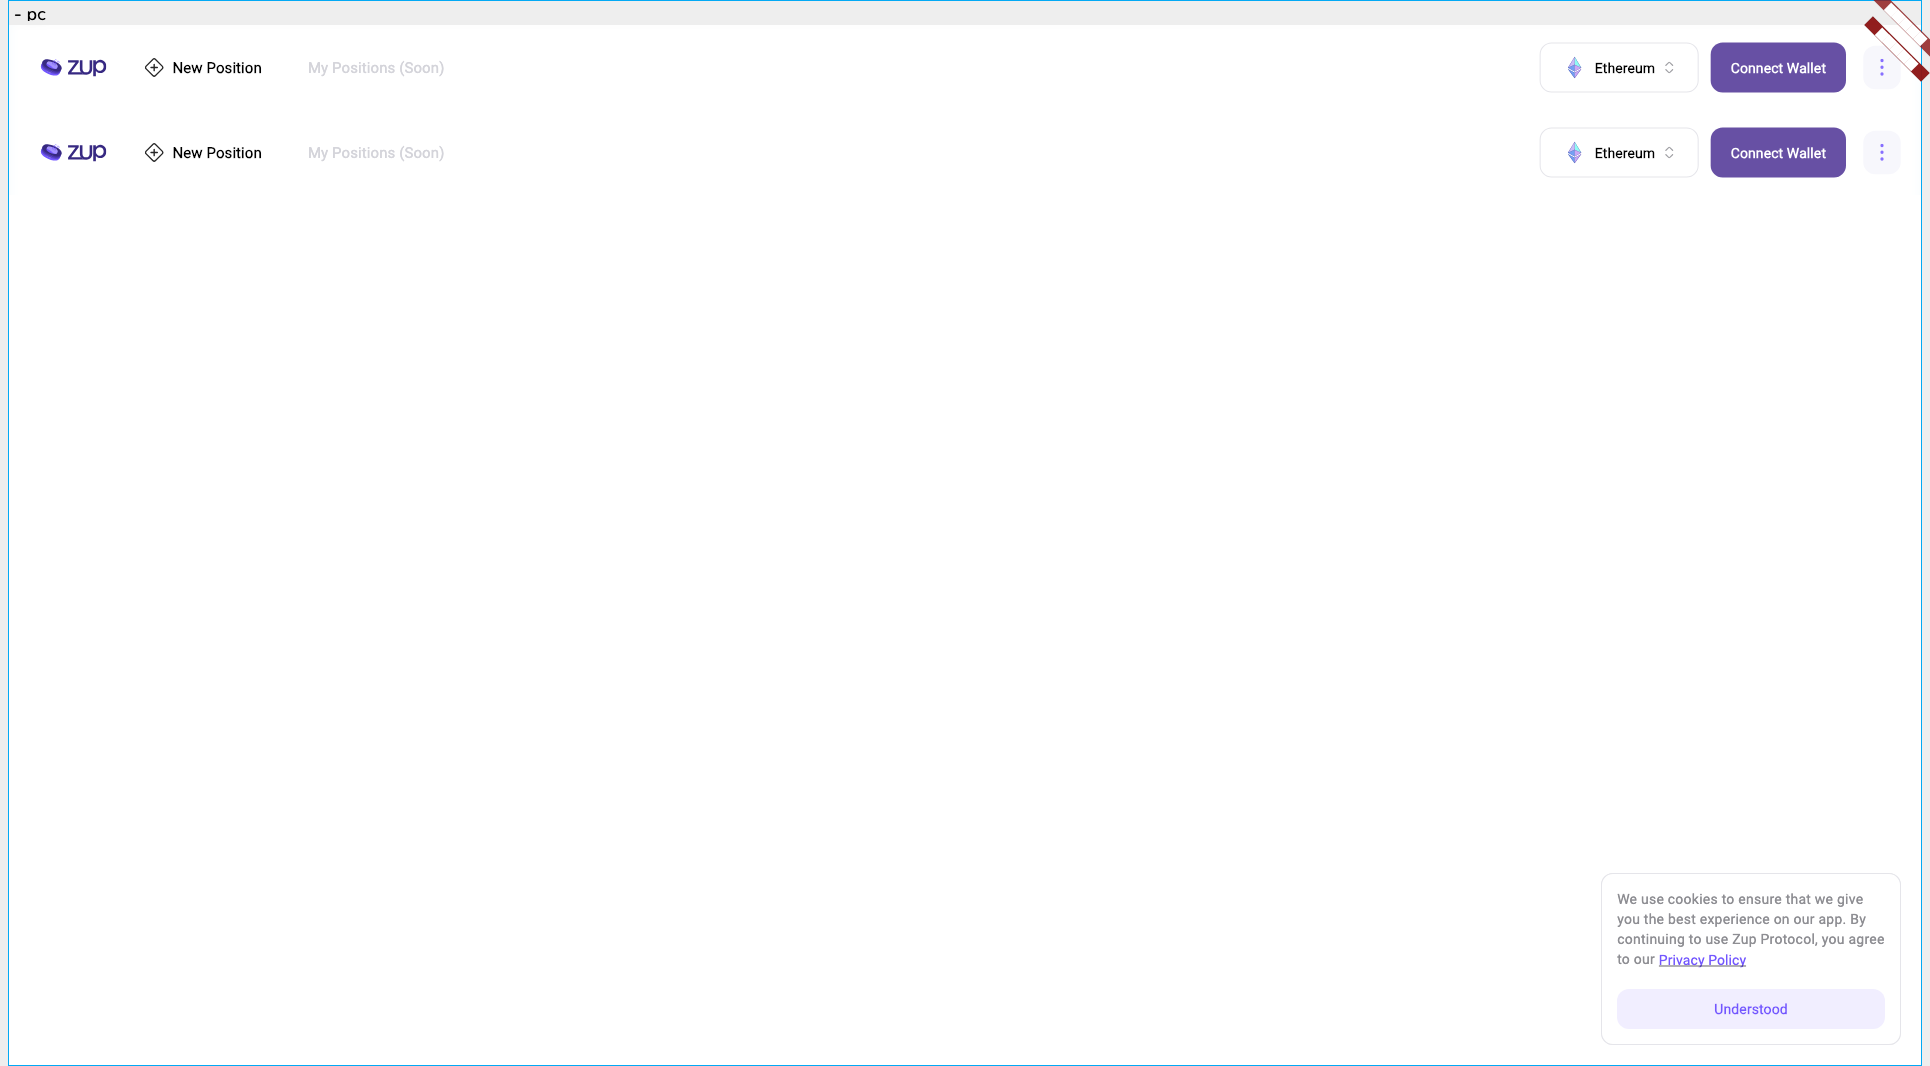 - pc
zup New Position My Positions (Soon) Ethereum Connect Wallet
zup New Position My Positions (Soon) Ethereum Connect Wallet
We use cookies to ensure that we give
you the best experience on our app. By
continuing to use Zup Protocol, you agree
to our Privacy Policy
Understood